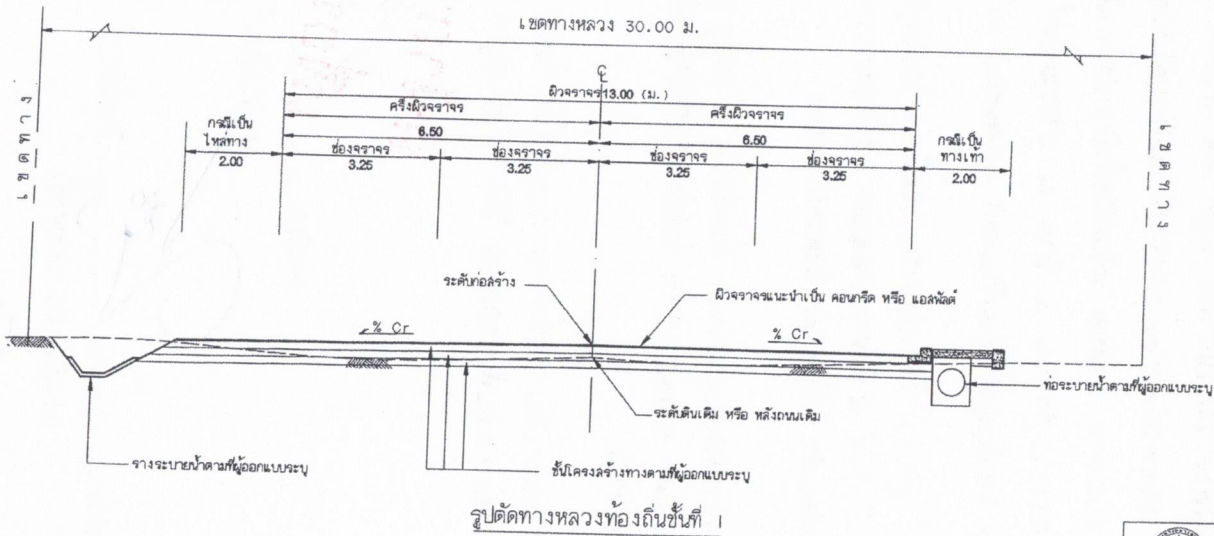 เขตทางหลวง 30.00 ม.
℄
ผิวจราจร13.00 (ม.)
ครึ่งผิวจราจร
ครึ่งผิวจราจร
6.50
6.50
กรณีเป็น
ไหล่ทาง
2.00
ช่องจราจร
3.25
ช่องจราจร
3.25
ช่องจราจร
3.25
ช่องจราจร
3.25
กรณีเป็น
ทางเท้า
2.00
เขตทาง
เขตทาง
ระดับก่อสร้าง
ผิวจราจรแนะนำเป็น คอนกรีต หรือ แอสฟัลต์
% Cr
% Cr
ท่อระบายน้ำตามที่ผู้ออกแบบระบุ
ระดับดินเดิม หรือ หลังถนนเดิม
รางระบายน้ำตามที่ผู้ออกแบบระบุ
ชั้นโครงสร้างทางตามที่ผู้ออกแบบระบุ
รูปตัดทางหลวงท้องถิ่นชั้นที่ 1